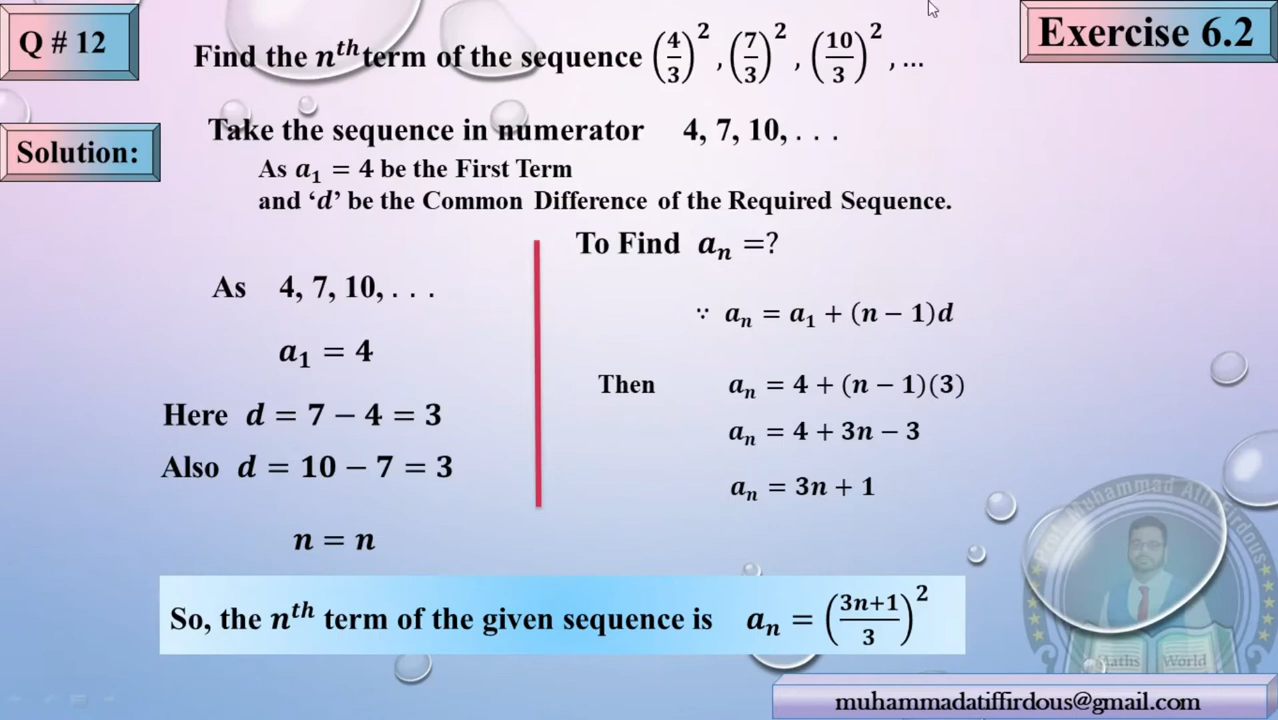 Q # 12
Exercise 6.2
Find the nᵗʰ term of the sequence (4/3)², (7/3)², (10/3)², ...
Solution:
Take the sequence in numerator 4, 7, 10, . . .
As a₁ = 4 be the First Term
and ‘d’ be the Common Difference of the Required Sequence.
As 4, 7, 10, . . .
a₁ = 4
Here d = 7 − 4 = 3
Also d = 10 − 7 = 3
n = n
To Find aₙ =?
∵ aₙ = a₁ + (n − 1)d
Then aₙ = 4 + (n − 1)(3)
aₙ = 4 + 3n − 3
aₙ = 3n + 1
So, the nᵗʰ term of the given sequence is aₙ = ((3n+1)/3)²
Prof. Muhammad Atif Firdous
Maths World
muhammadatiffirdous@gmail.com